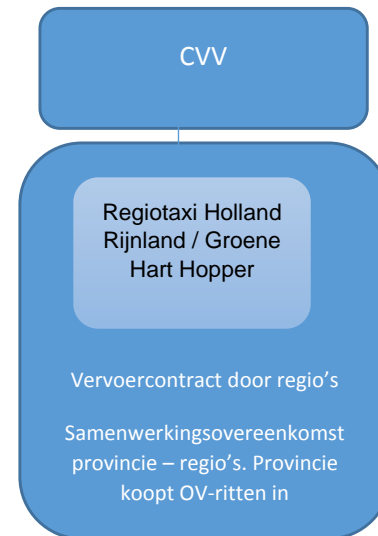 CVV
Regiotaxi Holland
Rijnland / Groene
Hart Hopper
Vervoercontract door regio's
Samenwerkingsovereenkomst
provincie – regio's. Provincie
koopt OV-ritten in